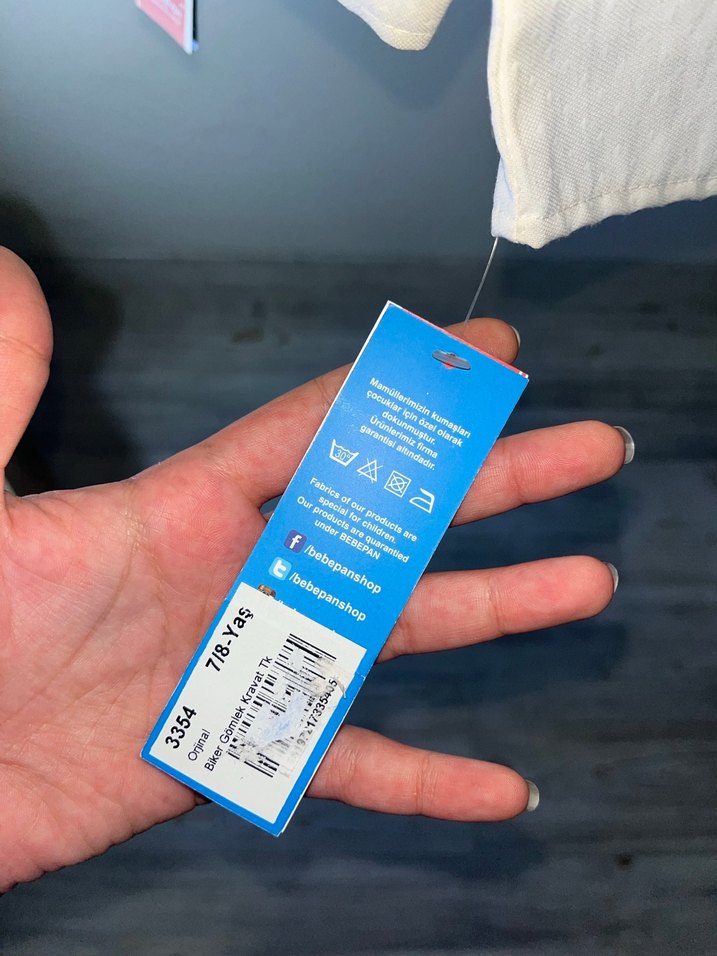 Mamüllerimizin kumaşları
çocuklar için özel olarak
dokunmuştur.
Ürünlerimiz firma
garantisi altındadır.
30°
Fabrics of our products are
special for children.
Our products are quarantied
under BEBEPAN
f /bebepanshop
t /bebepanshop
7/8-Yaş
3354
Orjinal
Biker Gömlek Kravat Tk